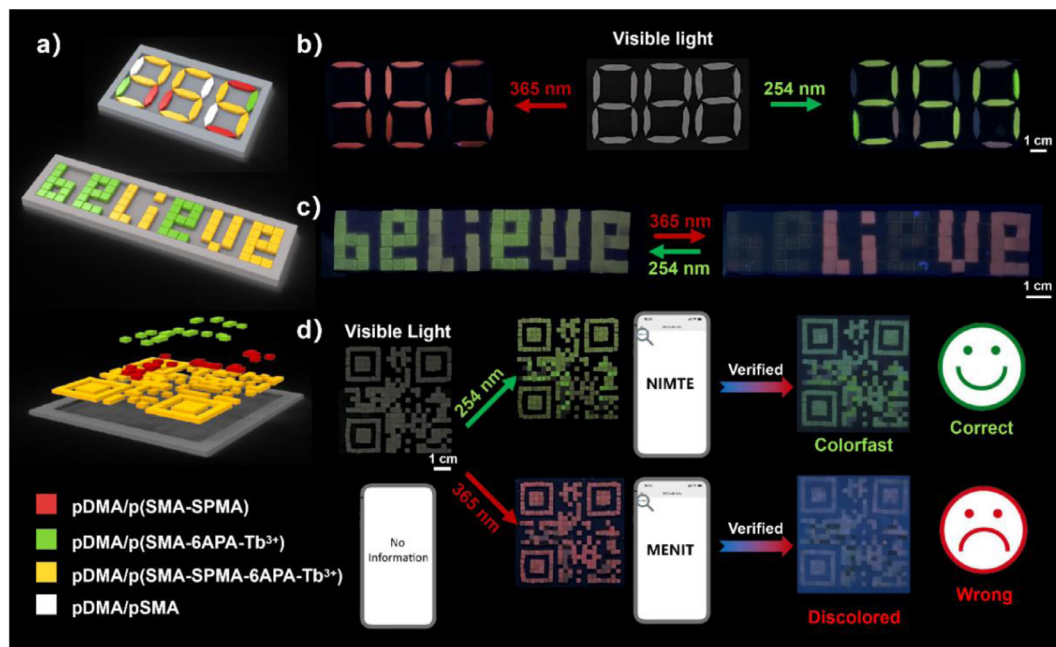 a)
b)
Visible light
365 nm
254 nm
1 cm
c)
believe
365 nm
254 nm
1 cm
d)
Visible Light
254 nm
1 cm
365 nm
NIMTE
Verified
Colorfast
Correct
No
Information
MENIT
Verified
Discolored
Wrong
pDMA/p(SMA-SPMA)
pDMA/p(SMA-6APA-Tb³⁺)
pDMA/p(SMA-SPMA-6APA-Tb³⁺)
pDMA/pSMA
believe